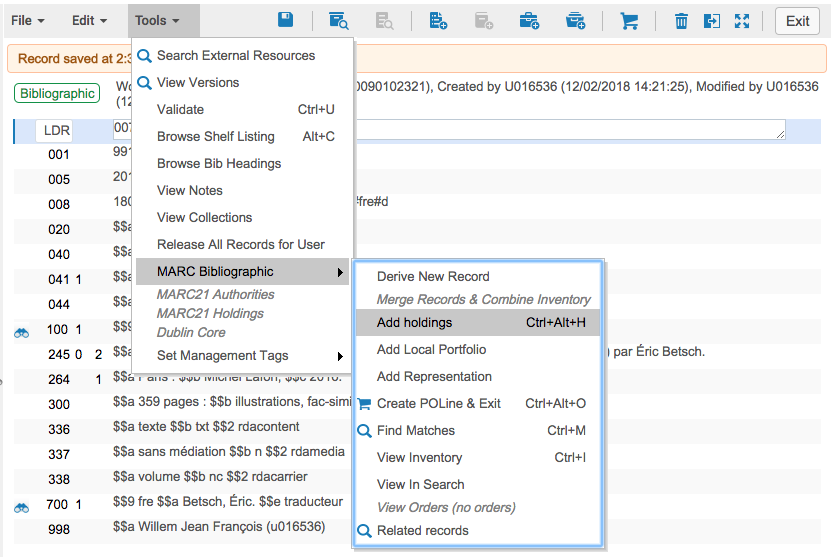 File Edit Tools Exit
Record saved at 2:3
Bibliographic
0090102321), Created by U016536 (12/02/2018 14:21:25), Modified by U016536
(12
Search External Resources
View Versions
Validate Ctrl+U
Browse Shelf Listing Alt+C
Browse Bib Headings
View Notes
View Collections
Release All Records for User
MARC Bibliographic
MARC21 Authorities
MARC21 Holdings
Dublin Core
Set Management Tags
Derive New Record
Merge Records & Combine Inventory
Add holdings Ctrl+Alt+H
Add Local Portfolio
Add Representation
Create POLine & Exit Ctrl+Alt+O
Find Matches Ctrl+M
View Inventory Ctrl+I
View In Search
View Orders (no orders)
Related records
LDR 007
001 991
005 201
008 180 #fre#d
020 $$a
040 $$a
041 1 $$a
044 $$a
100 1 $$9
245 0 2 $$a ) par Éric Betsch.
264 1 $$a Paris : $$b Michel Lafon, $$c 2016.
300 $$a 359 pages : $$b illustrations, fac-simi
336 $$a texte $$b txt $$2 rdacontent
337 $$a sans médiation $$b n $$2 rdamedia
338 $$a volume $$b nc $$2 rdacarrier
700 1 $$9 fre $$a Betsch, Éric. $$e traducteur
998 $$a Willem Jean François (u016536)